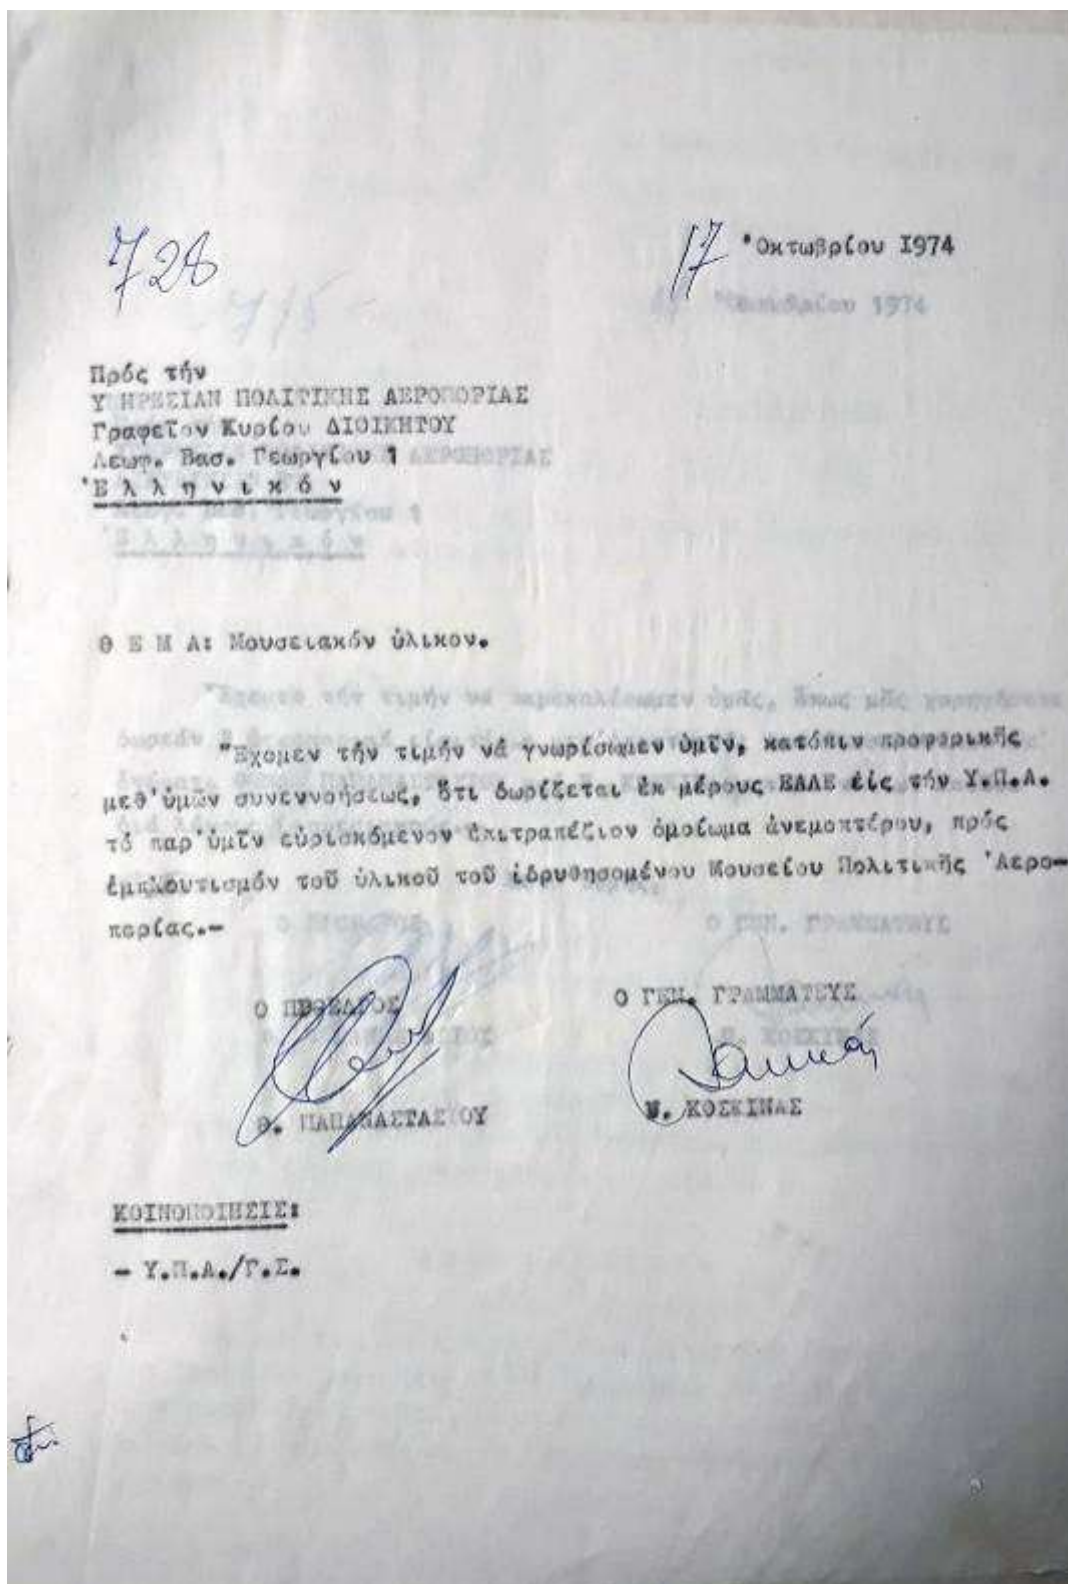 728
17 Ὀκτωβρίου 1974
Πρός τήν
Υ ΗΡΕΣΙΑΝ ΠΟΛΙΤΙΚΗΣ ΑΕΡΟΠΟΡΙΑΣ
Γραφεῖον Κυρίου ΔΙΟΙΚΗΤΟΥ
Λεωφ. Βασ. Γεωργίου 1
Ἑ λ λ η ν ι κ ό ν
Θ Ε Μ Α: Μουσειακόν ὑλικον.
Ἔχομεν τήν τιμήν νά γνωρίσωμεν ὑμῖν, κατόπιν προφορικῆς
μεθ'ὑμῶν συνεννοήσεως, ὅτι δωρίζεται ἐκ μέρους ΕΑΛΕ εἰς τήν Υ.Π.Α.
τό παρ'ὑμῖν εὑρισκόμενον ἐπιτραπέζιον ὁμοίωμα ἀνεμοπτέρου, πρός
ἐμπλουτισμόν τοῦ ὑλικοῦ τοῦ ἱδρυθησομένου Μουσείου Πολιτικῆς Ἀερο-
πορίας.-
Ο ΠΡΟΕΔΡΟΣ
Ο ΓΕΝ. ΓΡΑΜΜΑΤΕΥΣ
Θ. ΠΑΠΑΝΑΣΤΑΣΙΟΥ
Ν. ΚΟΣΚΙΝΑΣ
ΚΟΙΝΟΠΟΙΗΣΙΣ:
- Υ.Π.Α./Γ.Σ.